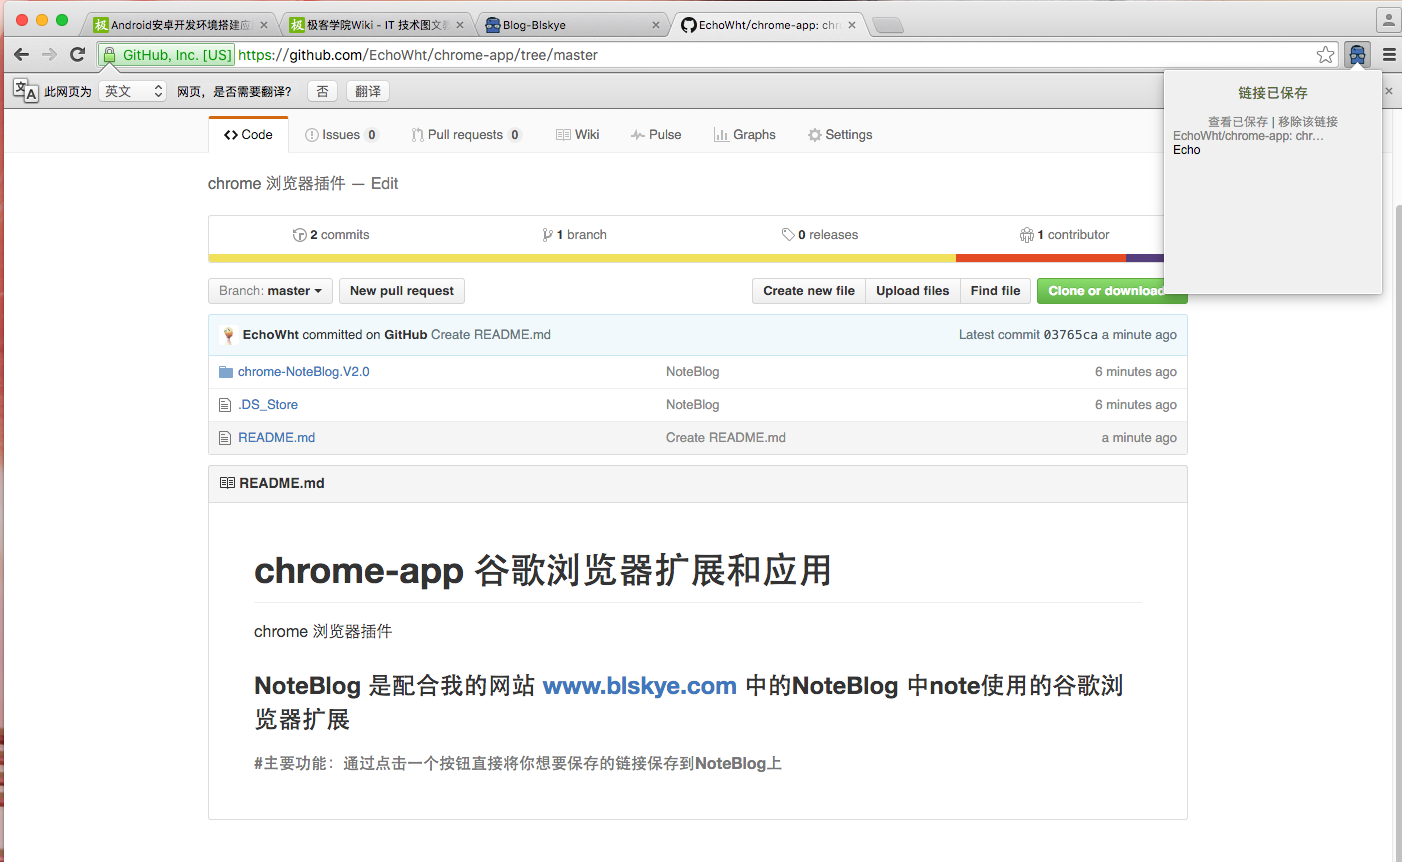 Android安卓开发环境搭建应
极客学院Wiki - IT 技术图文教
Blog-Blskye
EchoWht/chrome-app: chr
GitHub, Inc. [US] https://github.com/EchoWht/chrome-app/tree/master
此网页为 英文 网页，是否需要翻译？ 否 翻译
链接已保存
查看已保存 | 移除该链接
EchoWht/chrome-app: chr...
Echo
Code Issues 0 Pull requests 0 Wiki Pulse Graphs Settings
chrome 浏览器插件 — Edit
2 commits 1 branch 0 releases 1 contributor
Branch: master New pull request Create new file Upload files Find file Clone or download
EchoWht committed on GitHub Create README.md Latest commit 03765ca a minute ago
chrome-NoteBlog.V2.0 NoteBlog 6 minutes ago
.DS_Store NoteBlog 6 minutes ago
README.md Create README.md a minute ago
README.md
chrome-app 谷歌浏览器扩展和应用
chrome 浏览器插件
NoteBlog 是配合我的网站 www.blskye.com 中的NoteBlog 中note使用的谷歌浏
览器扩展
#主要功能：通过点击一个按钮直接将你想要保存的链接保存到NoteBlog上